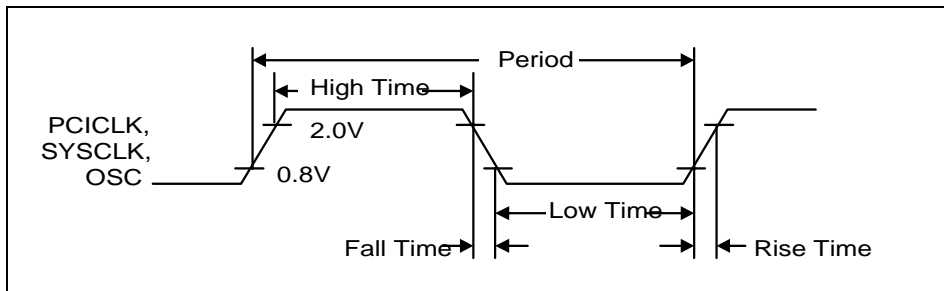 Period
High Time
PCICLK,
SYSCLK,
OSC
2.0V
0.8V
Low Time
Fall Time
Rise Time